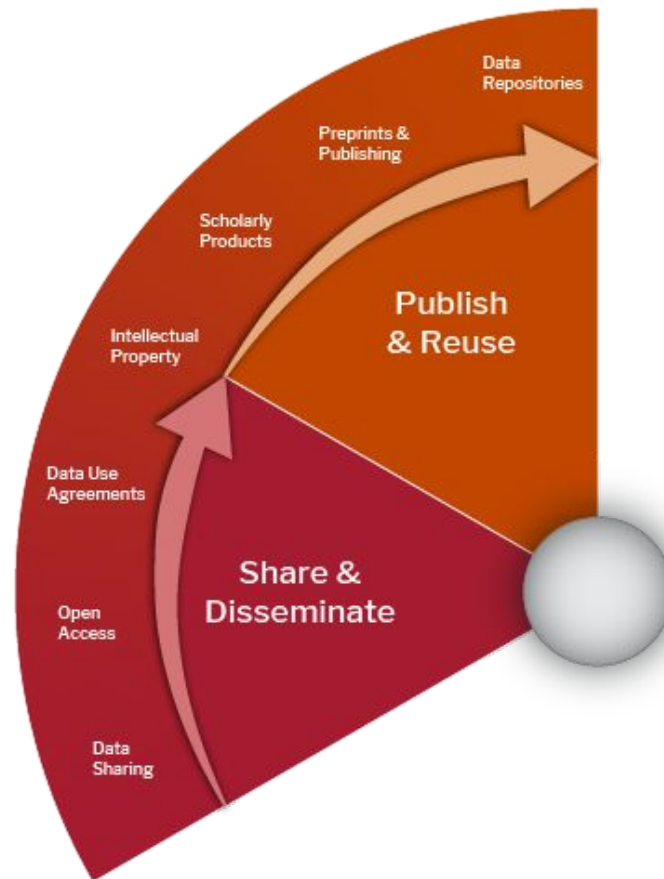 Data
Repositories
Preprints &
Publishing
Scholarly
Products
Publish
& Reuse
Intellectual
Property
Data Use
Agreements
Share &
Disseminate
Open
Access
Data
Sharing